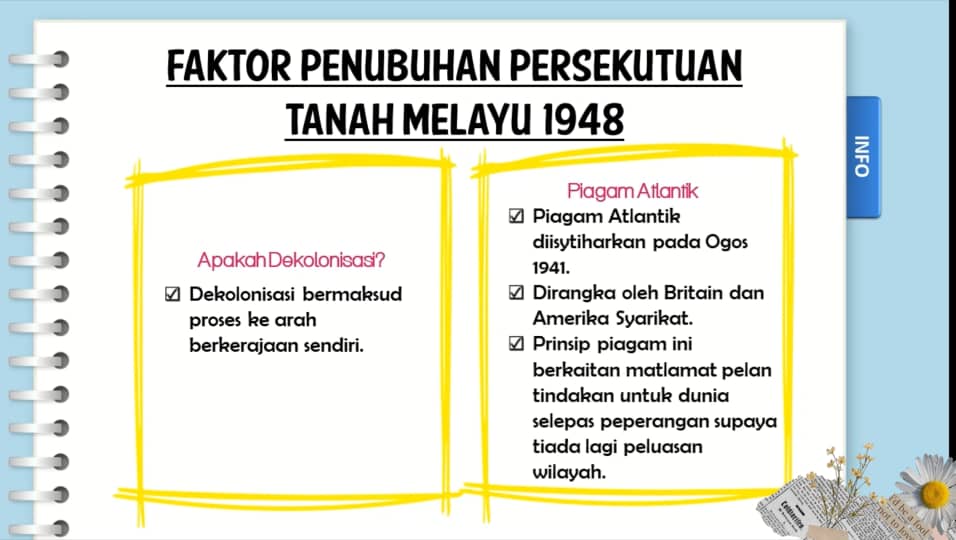 FAKTOR PENUBUHAN PERSEKUTUAN
TANAH MELAYU 1948
INFO
Apakah Dekolonisasi?
☑ Dekolonisasi bermaksud
proses ke arah
berkerajaan sendiri.
Piagam Atlantik
☑ Piagam Atlantik
diisytiharkan pada Ogos
1941.
☑ Dirangka oleh Britain dan
Amerika Syarikat.
☑ Prinsip piagam ini
berkaitan matlamat pelan
tindakan untuk dunia
selepas peperangan supaya
tiada lagi peluasan
wilayah.